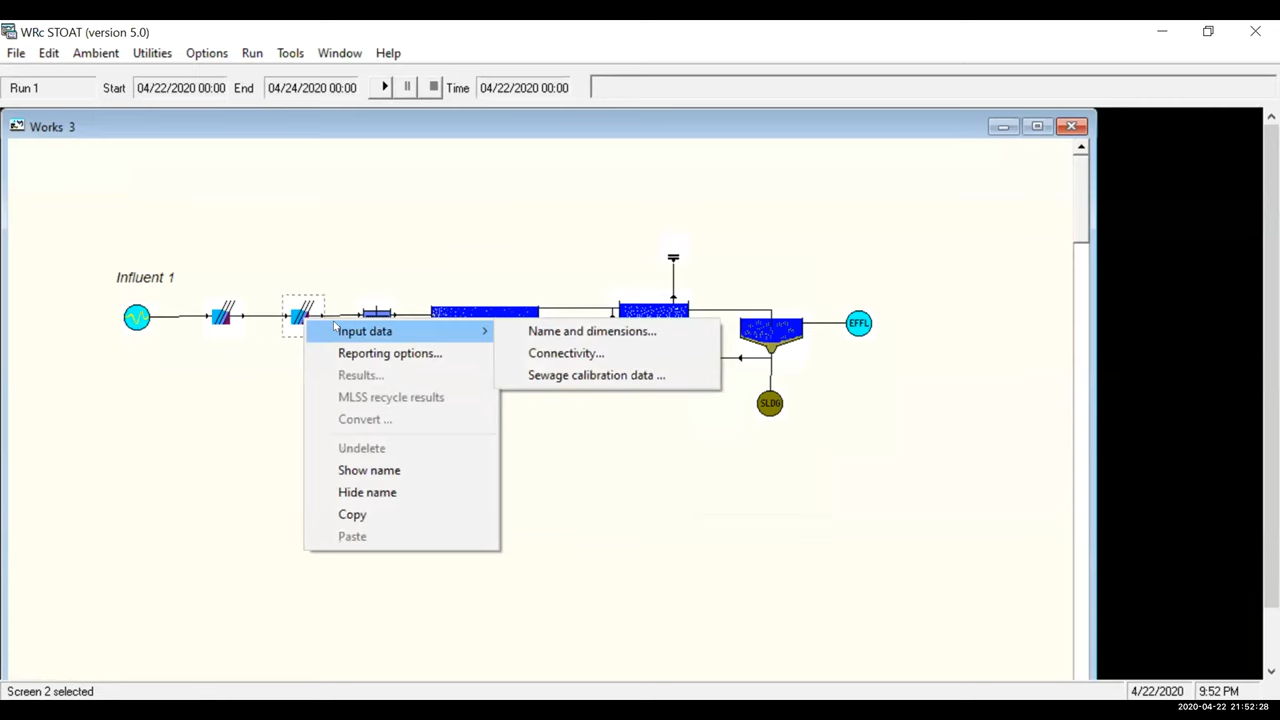 WRc STOAT (version 5.0)
File Edit Ambient Utilities Options Run Tools Window Help
Run 1 Start 04/22/2020 00:00 End 04/24/2020 00:00 Time 04/22/2020 00:00
Works 3
Influent 1
EFFL
SLDG
Input data
Reporting options...
Results...
MLSS recycle results
Convert ...
Undelete
Show name
Hide name
Copy
Paste
Name and dimensions...
Connectivity...
Sewage calibration data ...
Screen 2 selected 4/22/2020 9:52 PM
2020-04-22 21:52:28